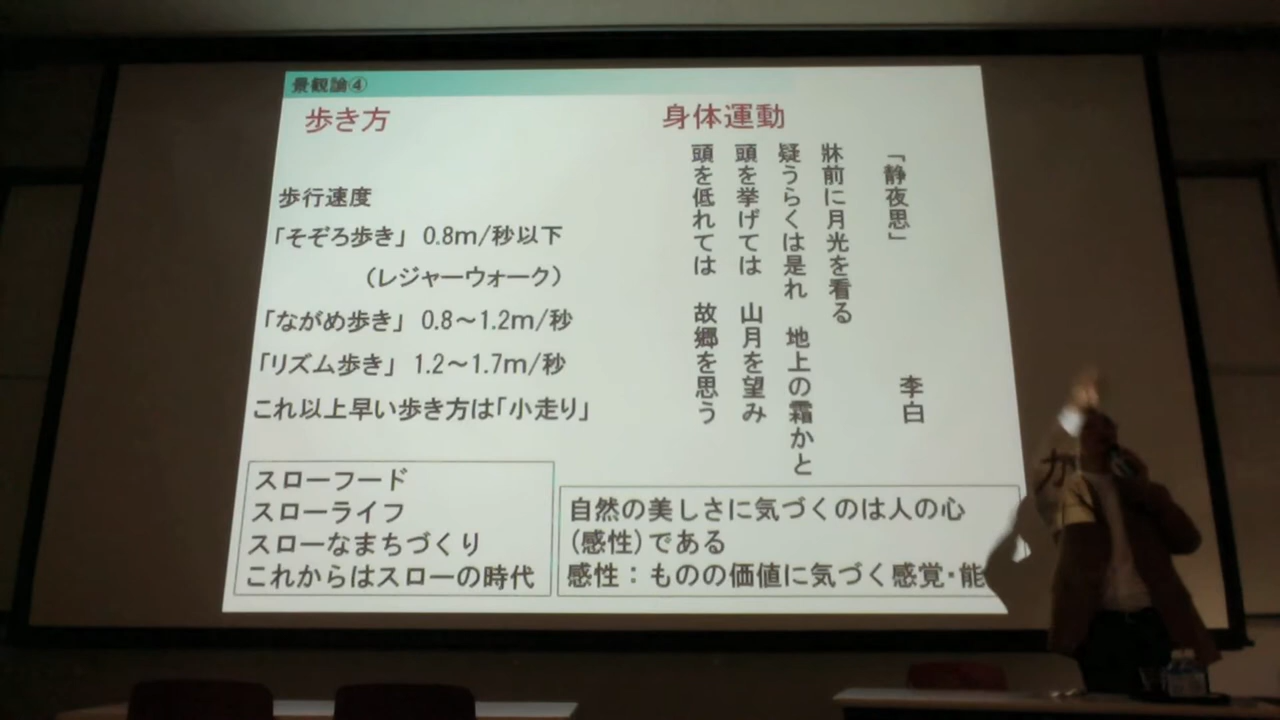 景観論④
歩き方
歩行速度
「そぞろ歩き」 0.8m/秒以下
（レジャーウォーク）
「ながめ歩き」 0.8～1.2m/秒
「リズム歩き」 1.2～1.7m/秒
これ以上早い歩き方は「小走り」
スローフード
スローライフ
スローなまちづくり
これからはスローの時代
身体運動
「静夜思」 李白
牀前に月光を看る
疑うらくは是れ 地上の霜かと
頭を挙げては 山月を望み
頭を低れては 故郷を思う
自然の美しさに気づくのは人の心
（感性）である
感性：ものの価値に気づく感覚・能
か